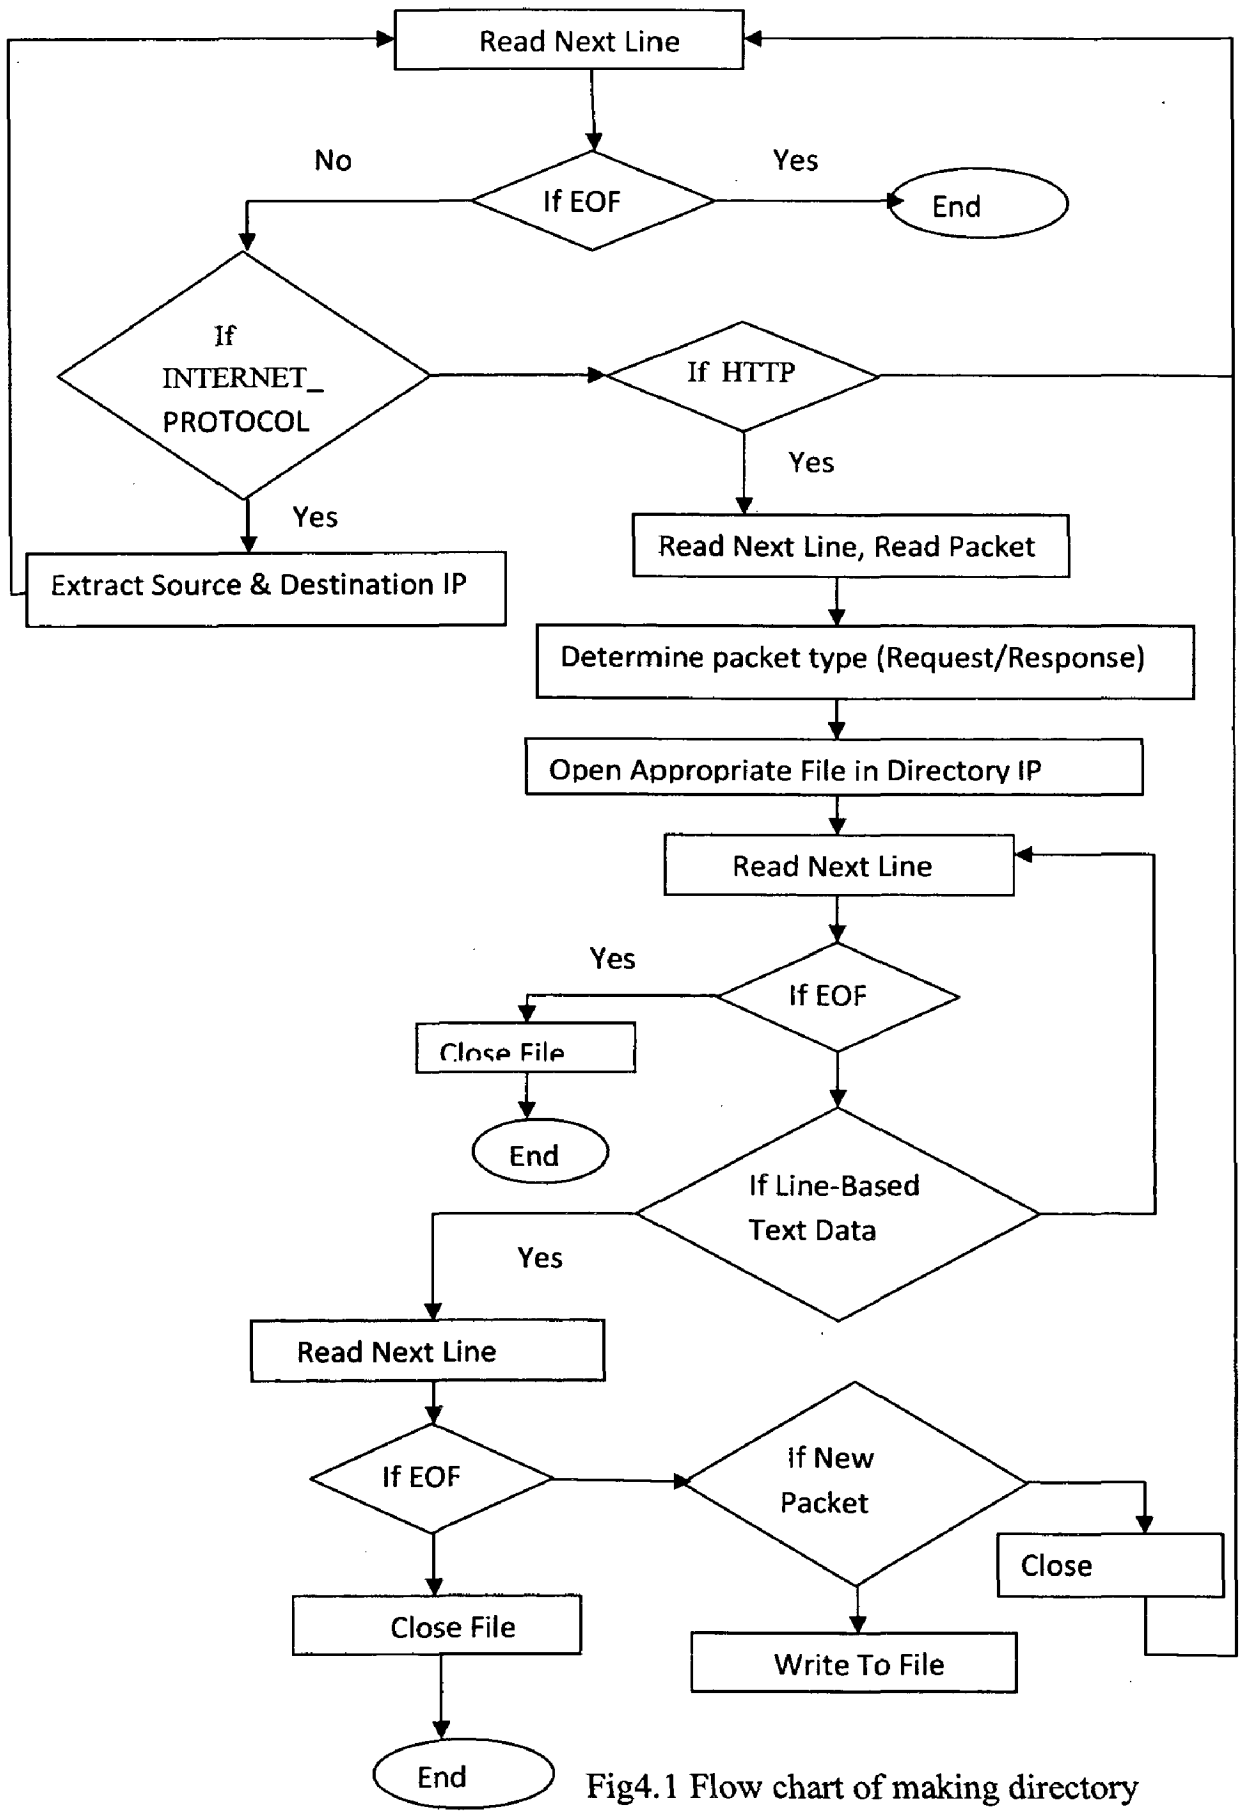 Read Next Line
No
Yes
If EOF
End
If
INTERNET_
PROTOCOL
If HTTP
Yes
Yes
Read Next Line, Read Packet
Extract Source & Destination IP
Determine packet type (Request/Response)
Open Appropriate File in Directory IP
Read Next Line
Yes
If EOF
Close File
End
If Line-Based
Text Data
Yes
Read Next Line
If EOF
If New
Packet
Close
Close File
Write To File
End
Fig4.1 Flow chart of making directory